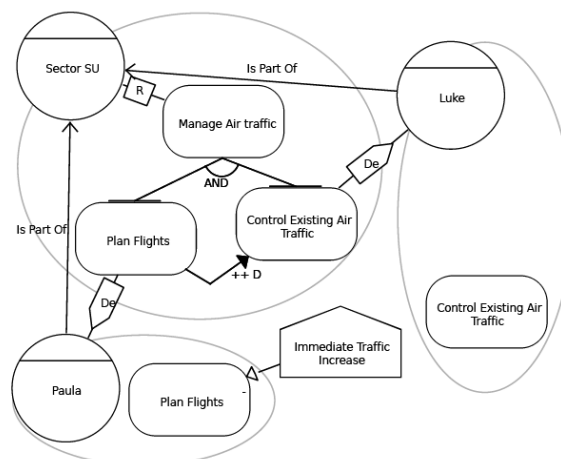 Sector SU
Is Part Of
Luke
R
Manage Air traffic
AND
De
Plan Flights
Control Existing Air
Traffic
Is Part Of
++ D
De
Control Existing Air
Traffic
Immediate Traffic
Increase
Paula
Plan Flights
-